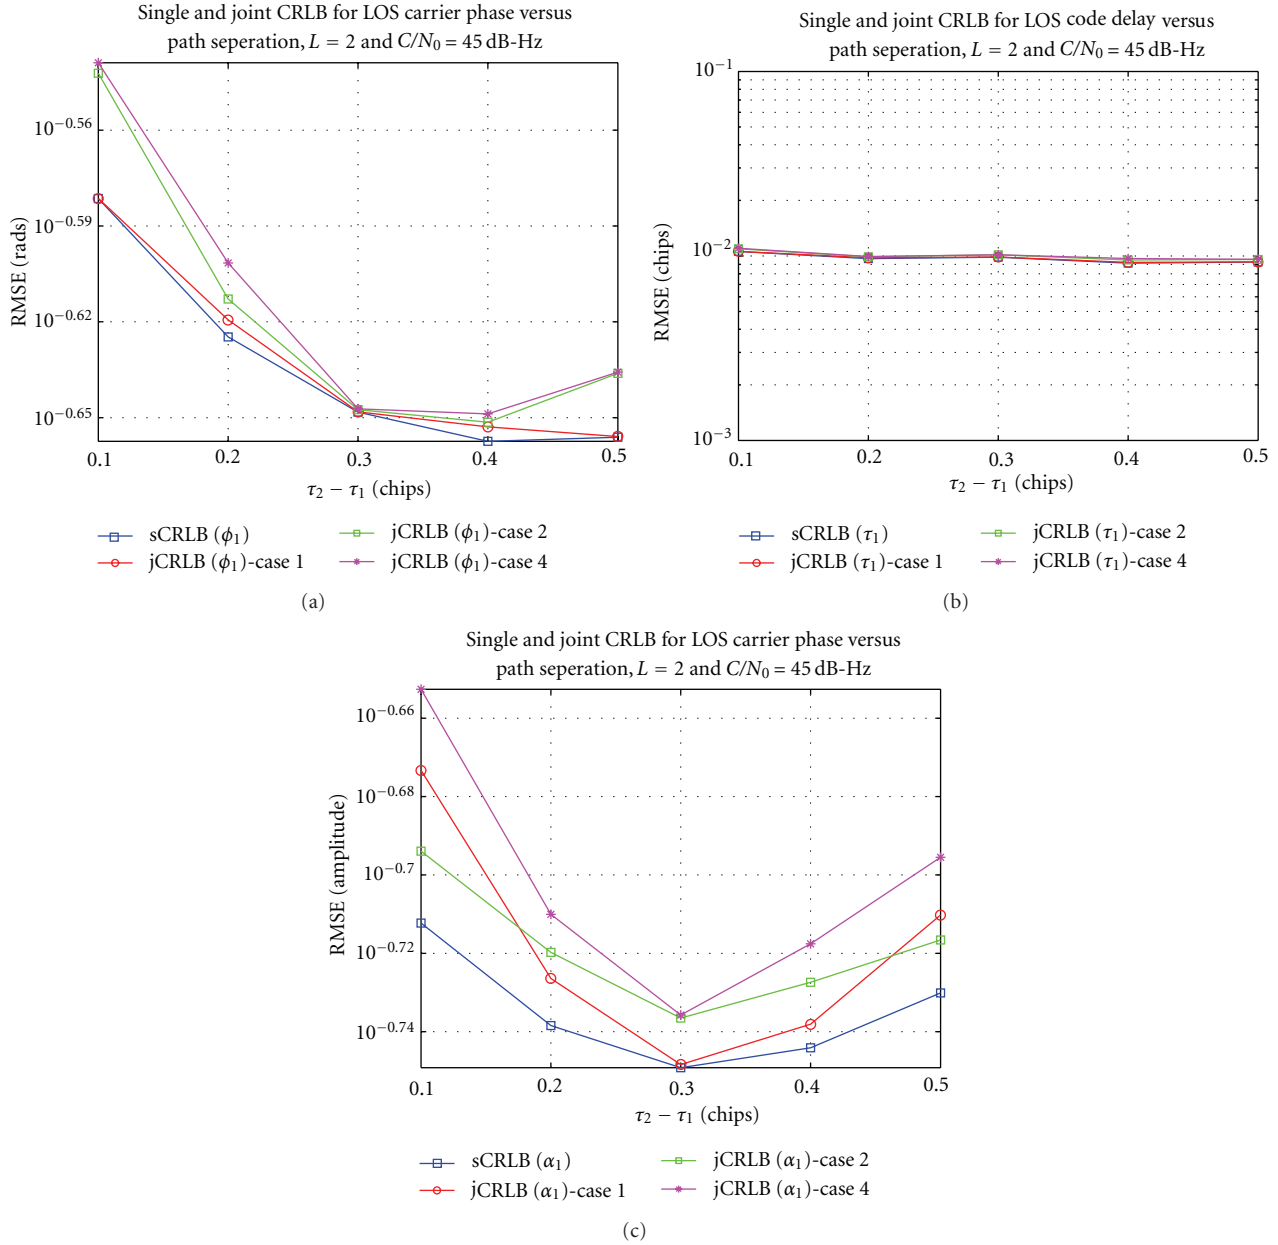 Single and joint CRLB for LOS carrier phase versus
path seperation, L = 2 and C/N₀ = 45 dB-Hz
RMSE (rads)
10⁻⁰·⁵⁶
10⁻⁰·⁵⁹
10⁻⁰·⁶²
10⁻⁰·⁶⁵
0.1 0.2 0.3 0.4 0.5
τ₂ − τ₁ (chips)
sCRLB (ϕ₁)
jCRLB (ϕ₁)-case 1
jCRLB (ϕ₁)-case 2
jCRLB (ϕ₁)-case 4
(a)
Single and joint CRLB for LOS code delay versus
path seperation, L = 2 and C/N₀ = 45 dB-Hz
RMSE (chips)
10⁻¹
10⁻²
10⁻³
0.1 0.2 0.3 0.4 0.5
τ₂ − τ₁ (chips)
sCRLB (τ₁)
jCRLB (τ₁)-case 1
jCRLB (τ₁)-case 2
jCRLB (τ₁)-case 4
(b)
Single and joint CRLB for LOS carrier phase versus
path seperation, L = 2 and C/N₀ = 45 dB-Hz
RMSE (amplitude)
10⁻⁰·⁶⁶
10⁻⁰·⁶⁸
10⁻⁰·⁷
10⁻⁰·⁷²
10⁻⁰·⁷⁴
0.1 0.2 0.3 0.4 0.5
τ₂ − τ₁ (chips)
sCRLB (α₁)
jCRLB (α₁)-case 1
jCRLB (α₁)-case 2
jCRLB (α₁)-case 4
(c)